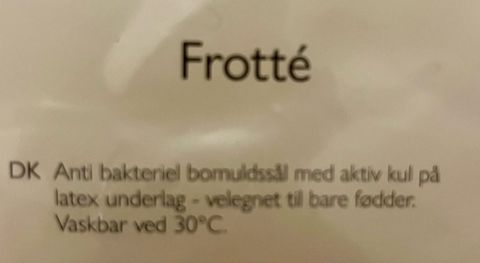 Frotté
DK Anti bakteriel bomuldssål med aktiv kul på
latex underlag - velegnet til bare fødder.
Vaskbar ved 30°C.